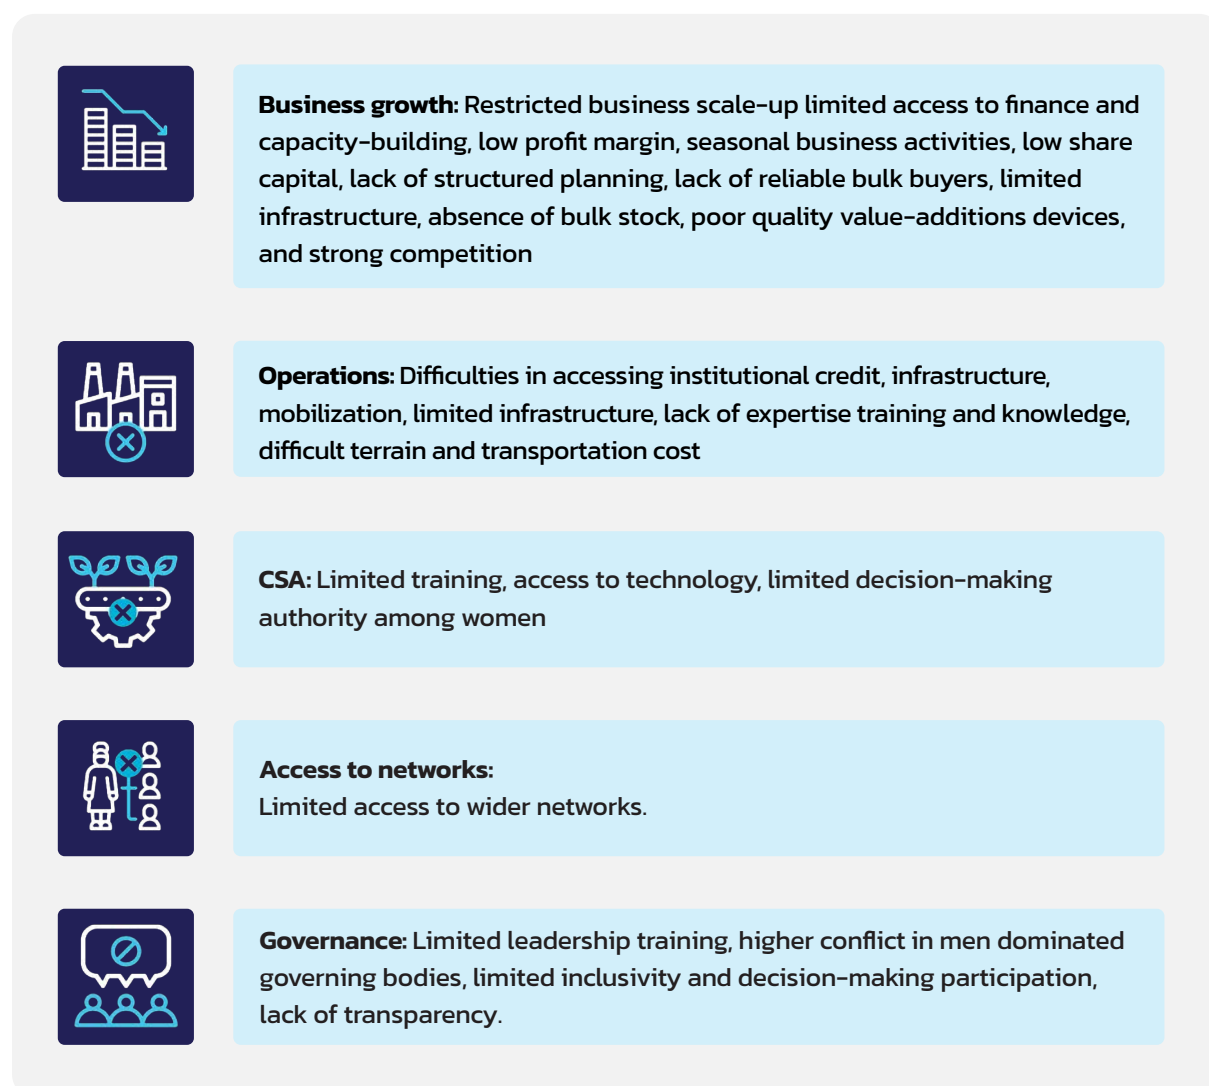 Business growth: Restricted business scale-up limited access to finance and
capacity-building, low profit margin, seasonal business activities, low share
capital, lack of structured planning, lack of reliable bulk buyers, limited
infrastructure, absence of bulk stock, poor quality value-additions devices,
and strong competition
Operations: Difficulties in accessing institutional credit, infrastructure,
mobilization, limited infrastructure, lack of expertise training and knowledge,
difficult terrain and transportation cost
CSA: Limited training, access to technology, limited decision-making
authority among women
Access to networks:
Limited access to wider networks.
Governance: Limited leadership training, higher conflict in men dominated
governing bodies, limited inclusivity and decision-making participation,
lack of transparency.